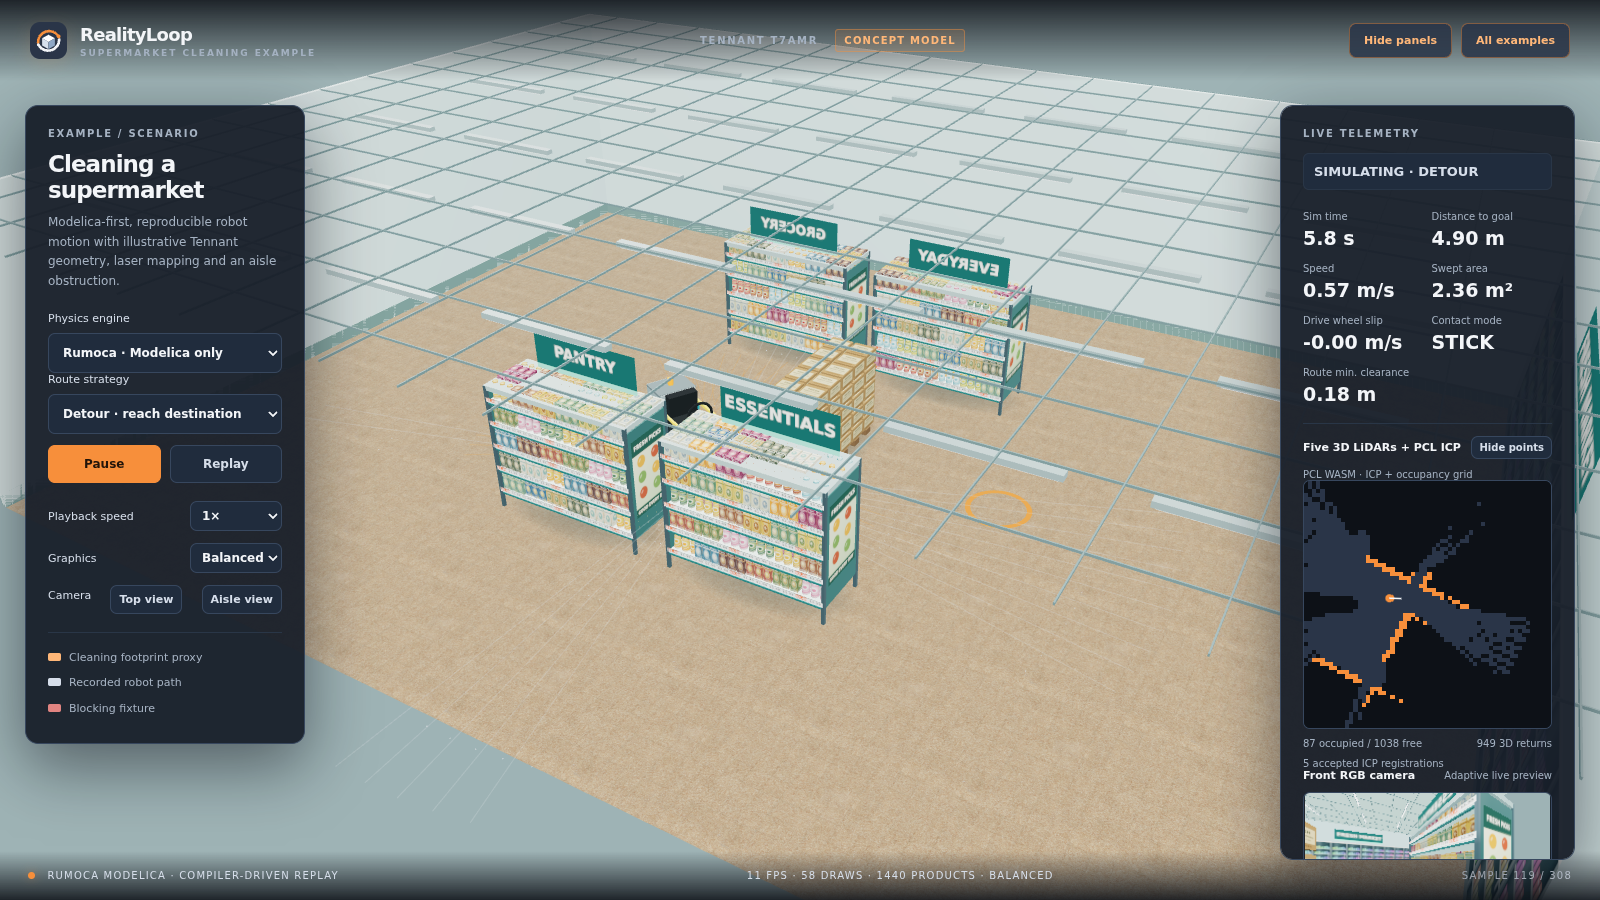 RealityLoop
SUPERMARKET CLEANING EXAMPLE
TENNANT T7AMR
CONCEPT MODEL
Hide panels
All examples
EXAMPLE / SCENARIO
Cleaning a
supermarket
Modelica-first, reproducible robot
motion with illustrative Tennant
geometry, laser mapping and an aisle
obstruction.
Physics engine
Rumoca · Modelica only
Route strategy
Detour · reach destination
Pause
Replay
Playback speed
1×
Graphics
Balanced
Camera
Top view
Aisle view
Cleaning footprint proxy
Recorded robot path
Blocking fixture
GROCERY
EVERYDAY
PANTRY
ESSENTIALS
FRESH PICKS
FRESH PICKS
LIVE TELEMETRY
SIMULATING · DETOUR
Sim time
5.8 s
Distance to goal
4.90 m
Speed
0.57 m/s
Swept area
2.36 m²
Drive wheel slip
-0.00 m/s
Contact mode
STICK
Route min. clearance
0.18 m
Five 3D LiDARs + PCL ICP
Hide points
PCL WASM · ICP + occupancy grid
87 occupied / 1038 free
949 3D returns
5 accepted ICP registrations
Front RGB camera
Adaptive live preview
FRESH PICKS
RUMOCA MODELICA · COMPILER-DRIVEN REPLAY
11 FPS · 58 DRAWS · 1440 PRODUCTS · BALANCED
SAMPLE 119 / 308